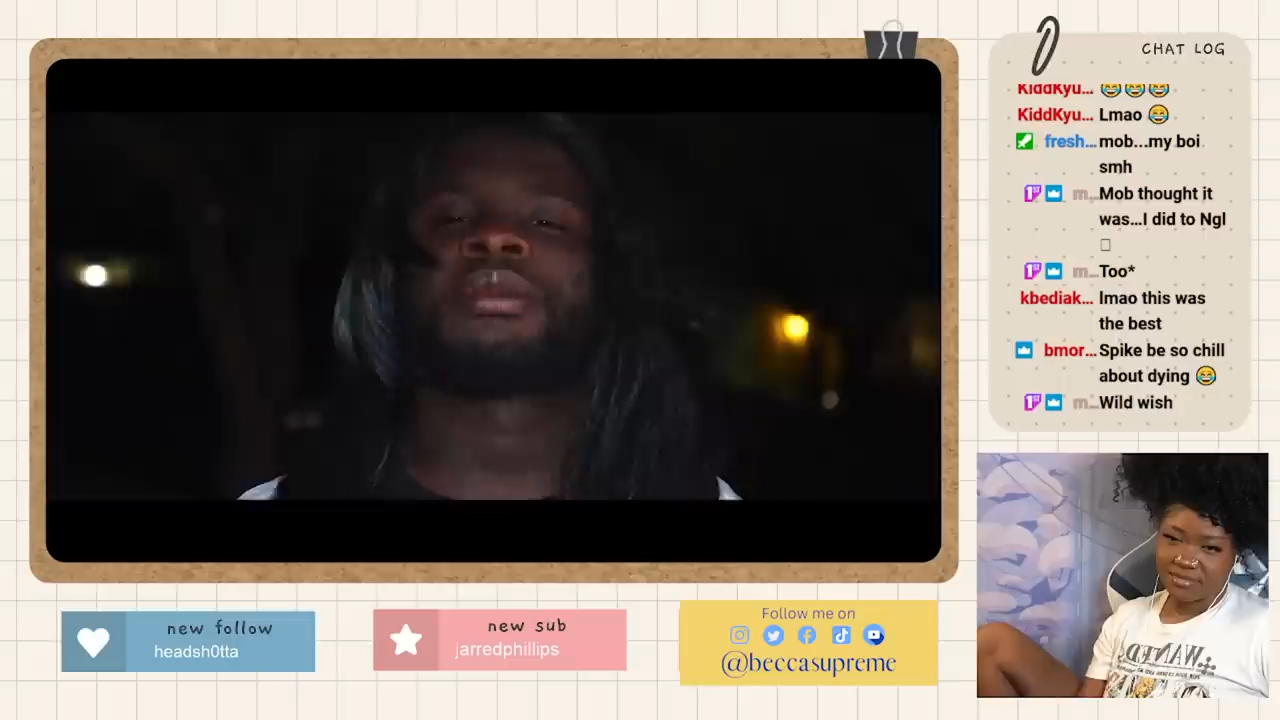 CHAT LOG
KiddKyu... 😂😂😂
KiddKyu... Lmao 😂
fresh... mob...my boi
smh
m... Mob thought it
was...I did to Ngl
m... Too*
kbediak... lmao this was
the best
bmor... Spike be so chill
about dying 😂
m... Wild wish
new follow
headsh0tta
new sub
jarredphillips
Follow me on
@beccasupreme
WANTED